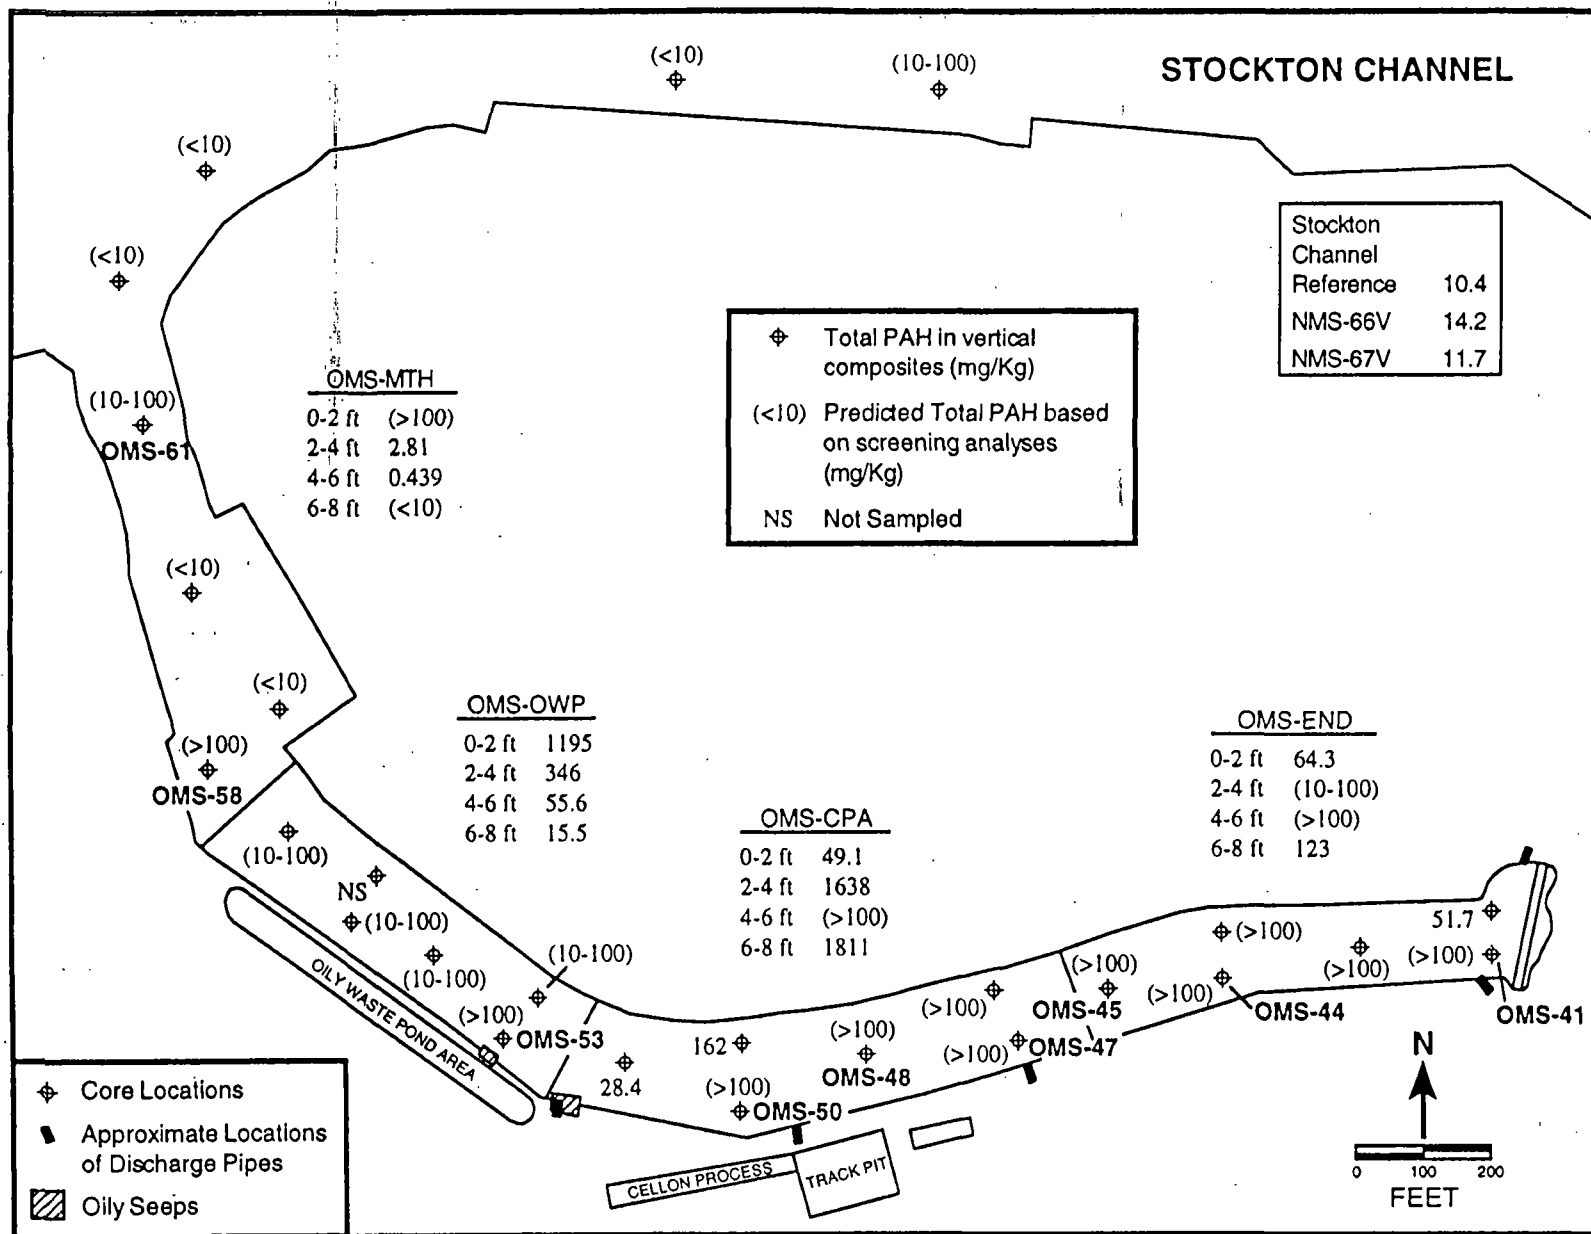 STOCKTON CHANNEL
(<10)
(10-100)
(<10)
(<10)
(10-100)
OMS-61
Stockton
Channel
Reference 10.4
NMS-66V 14.2
NMS-67V 11.7
Total PAH in vertical
composites (mg/Kg)
(<10) Predicted Total PAH based
on screening analyses
(mg/Kg)
NS Not Sampled
OMS-MTH
0-2 ft (>100)
2-4 ft 2.81
4-6 ft 0.439
6-8 ft (<10)
(<10)
(<10)
(>100)
OMS-58
OMS-OWP
0-2 ft 1195
2-4 ft 346
4-6 ft 55.6
6-8 ft 15.5
OMS-CPA
0-2 ft 49.1
2-4 ft 1638
4-6 ft (>100)
6-8 ft 1811
OMS-END
0-2 ft 64.3
2-4 ft (10-100)
4-6 ft (>100)
6-8 ft 123
(10-100)
NS
(10-100)
(10-100)
(10-100)
(>100)
OMS-53
OILY WASTE POND AREA
28.4
162
(>100)
OMS-50
(>100)
OMS-48
(>100)
(>100)
OMS-47
(>100)
OMS-45
(>100)
(>100)
OMS-44
(>100)
51.7
(>100)
OMS-41
CELLON PROCESS
TRACK PIT
Core Locations
Approximate Locations
of Discharge Pipes
Oily Seeps
N
0 100 200
FEET